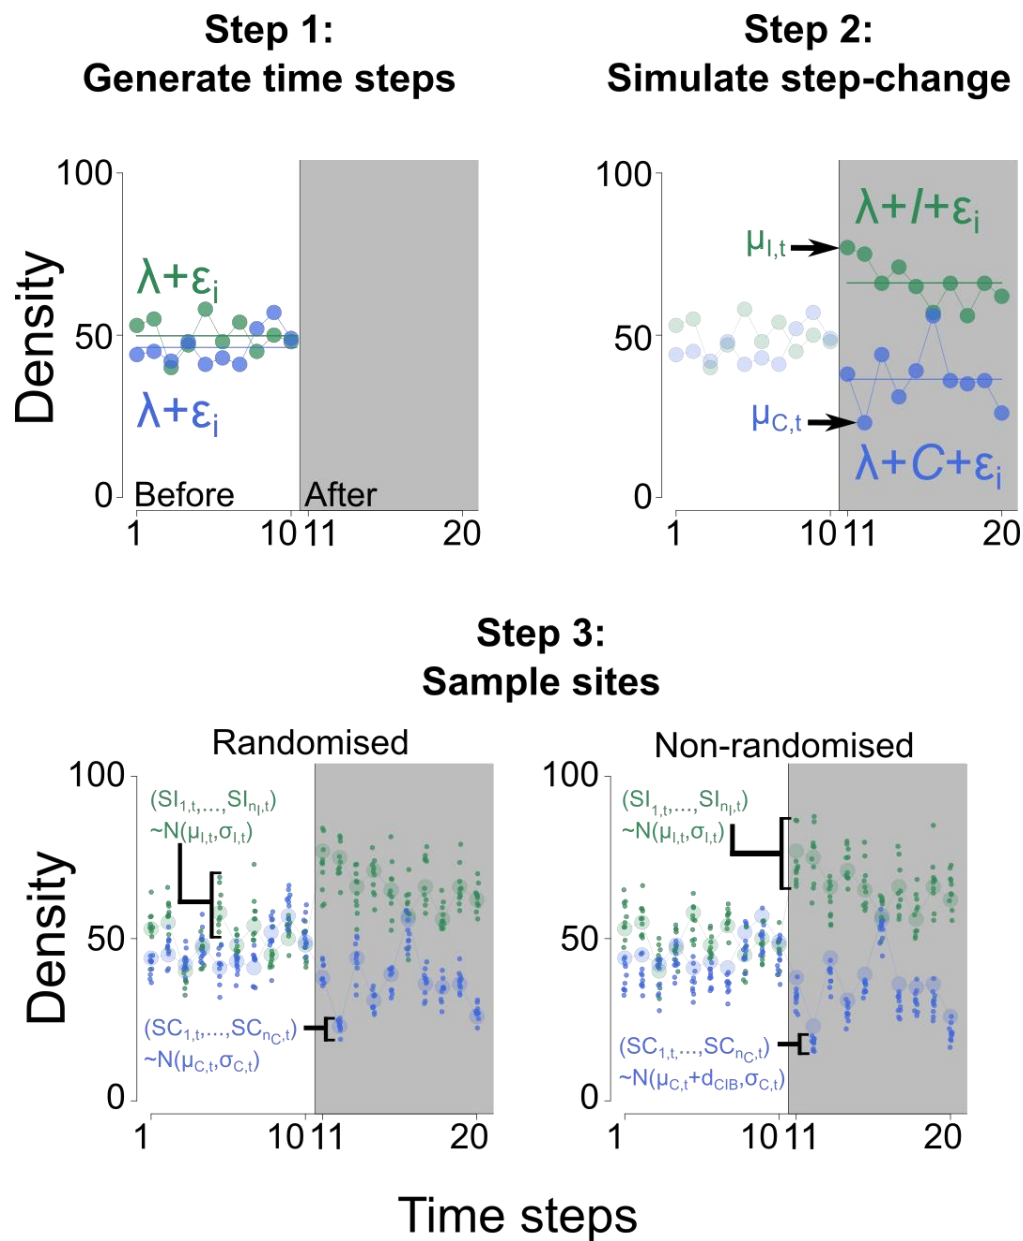 Step 1:
Generate time steps
Step 2:
Simulate step-change
Density
100
50
0
λ+εi
λ+εi
Before
After
1
10
11
20
100
50
0
μI,t
μC,t
λ+I+εi
λ+C+εi
1
10
11
20
Step 3:
Sample sites
Randomised
Non-randomised
Density
100
50
0
(SI1,t,...,SInI,t)
~N(μI,t,σI,t)
(SC1,t,...,SCnC,t)
~N(μC,t,σC,t)
1
10
11
20
100
50
0
(SI1,t,...,SInI,t)
~N(μI,t,σI,t)
(SC1,t,...,SCnC,t)
~N(μC,t+dCIB,σC,t)
1
10
11
20
Time steps